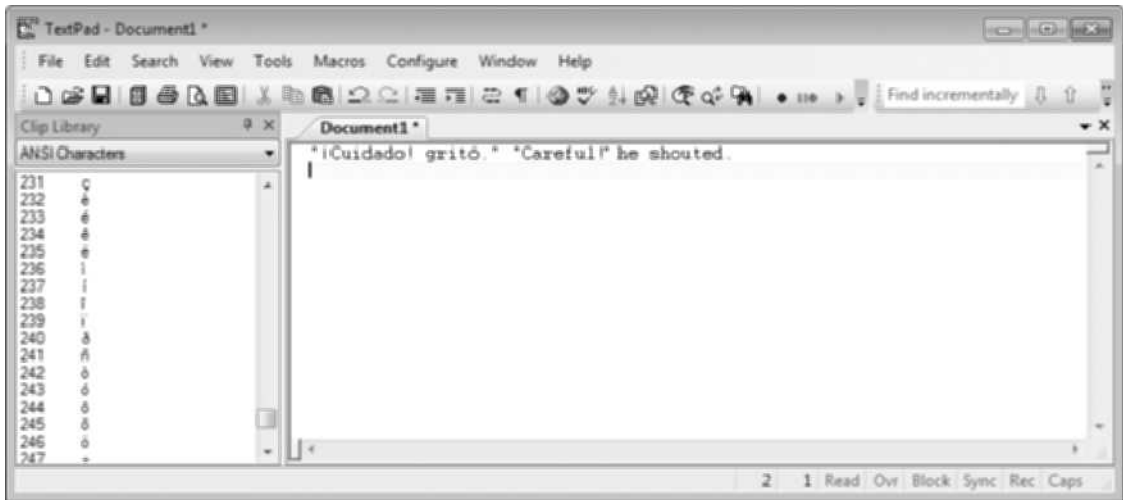 TextPad - Document1 *
File Edit Search View Tools Macros Configure Window Help
Find incrementally
Clip Library
Document1 *
ANSI Characters
"¡Cuidado! gritó." "Careful!" he shouted.
231 ç
232 è
233 é
234 ê
235 ë
236 ì
237 í
238 î
239 ï
240 ð
241 ñ
242 ò
243 ó
244 ô
245 õ
246 ö
247 ÷
2 1 Read Ovr Block Sync Rec Caps